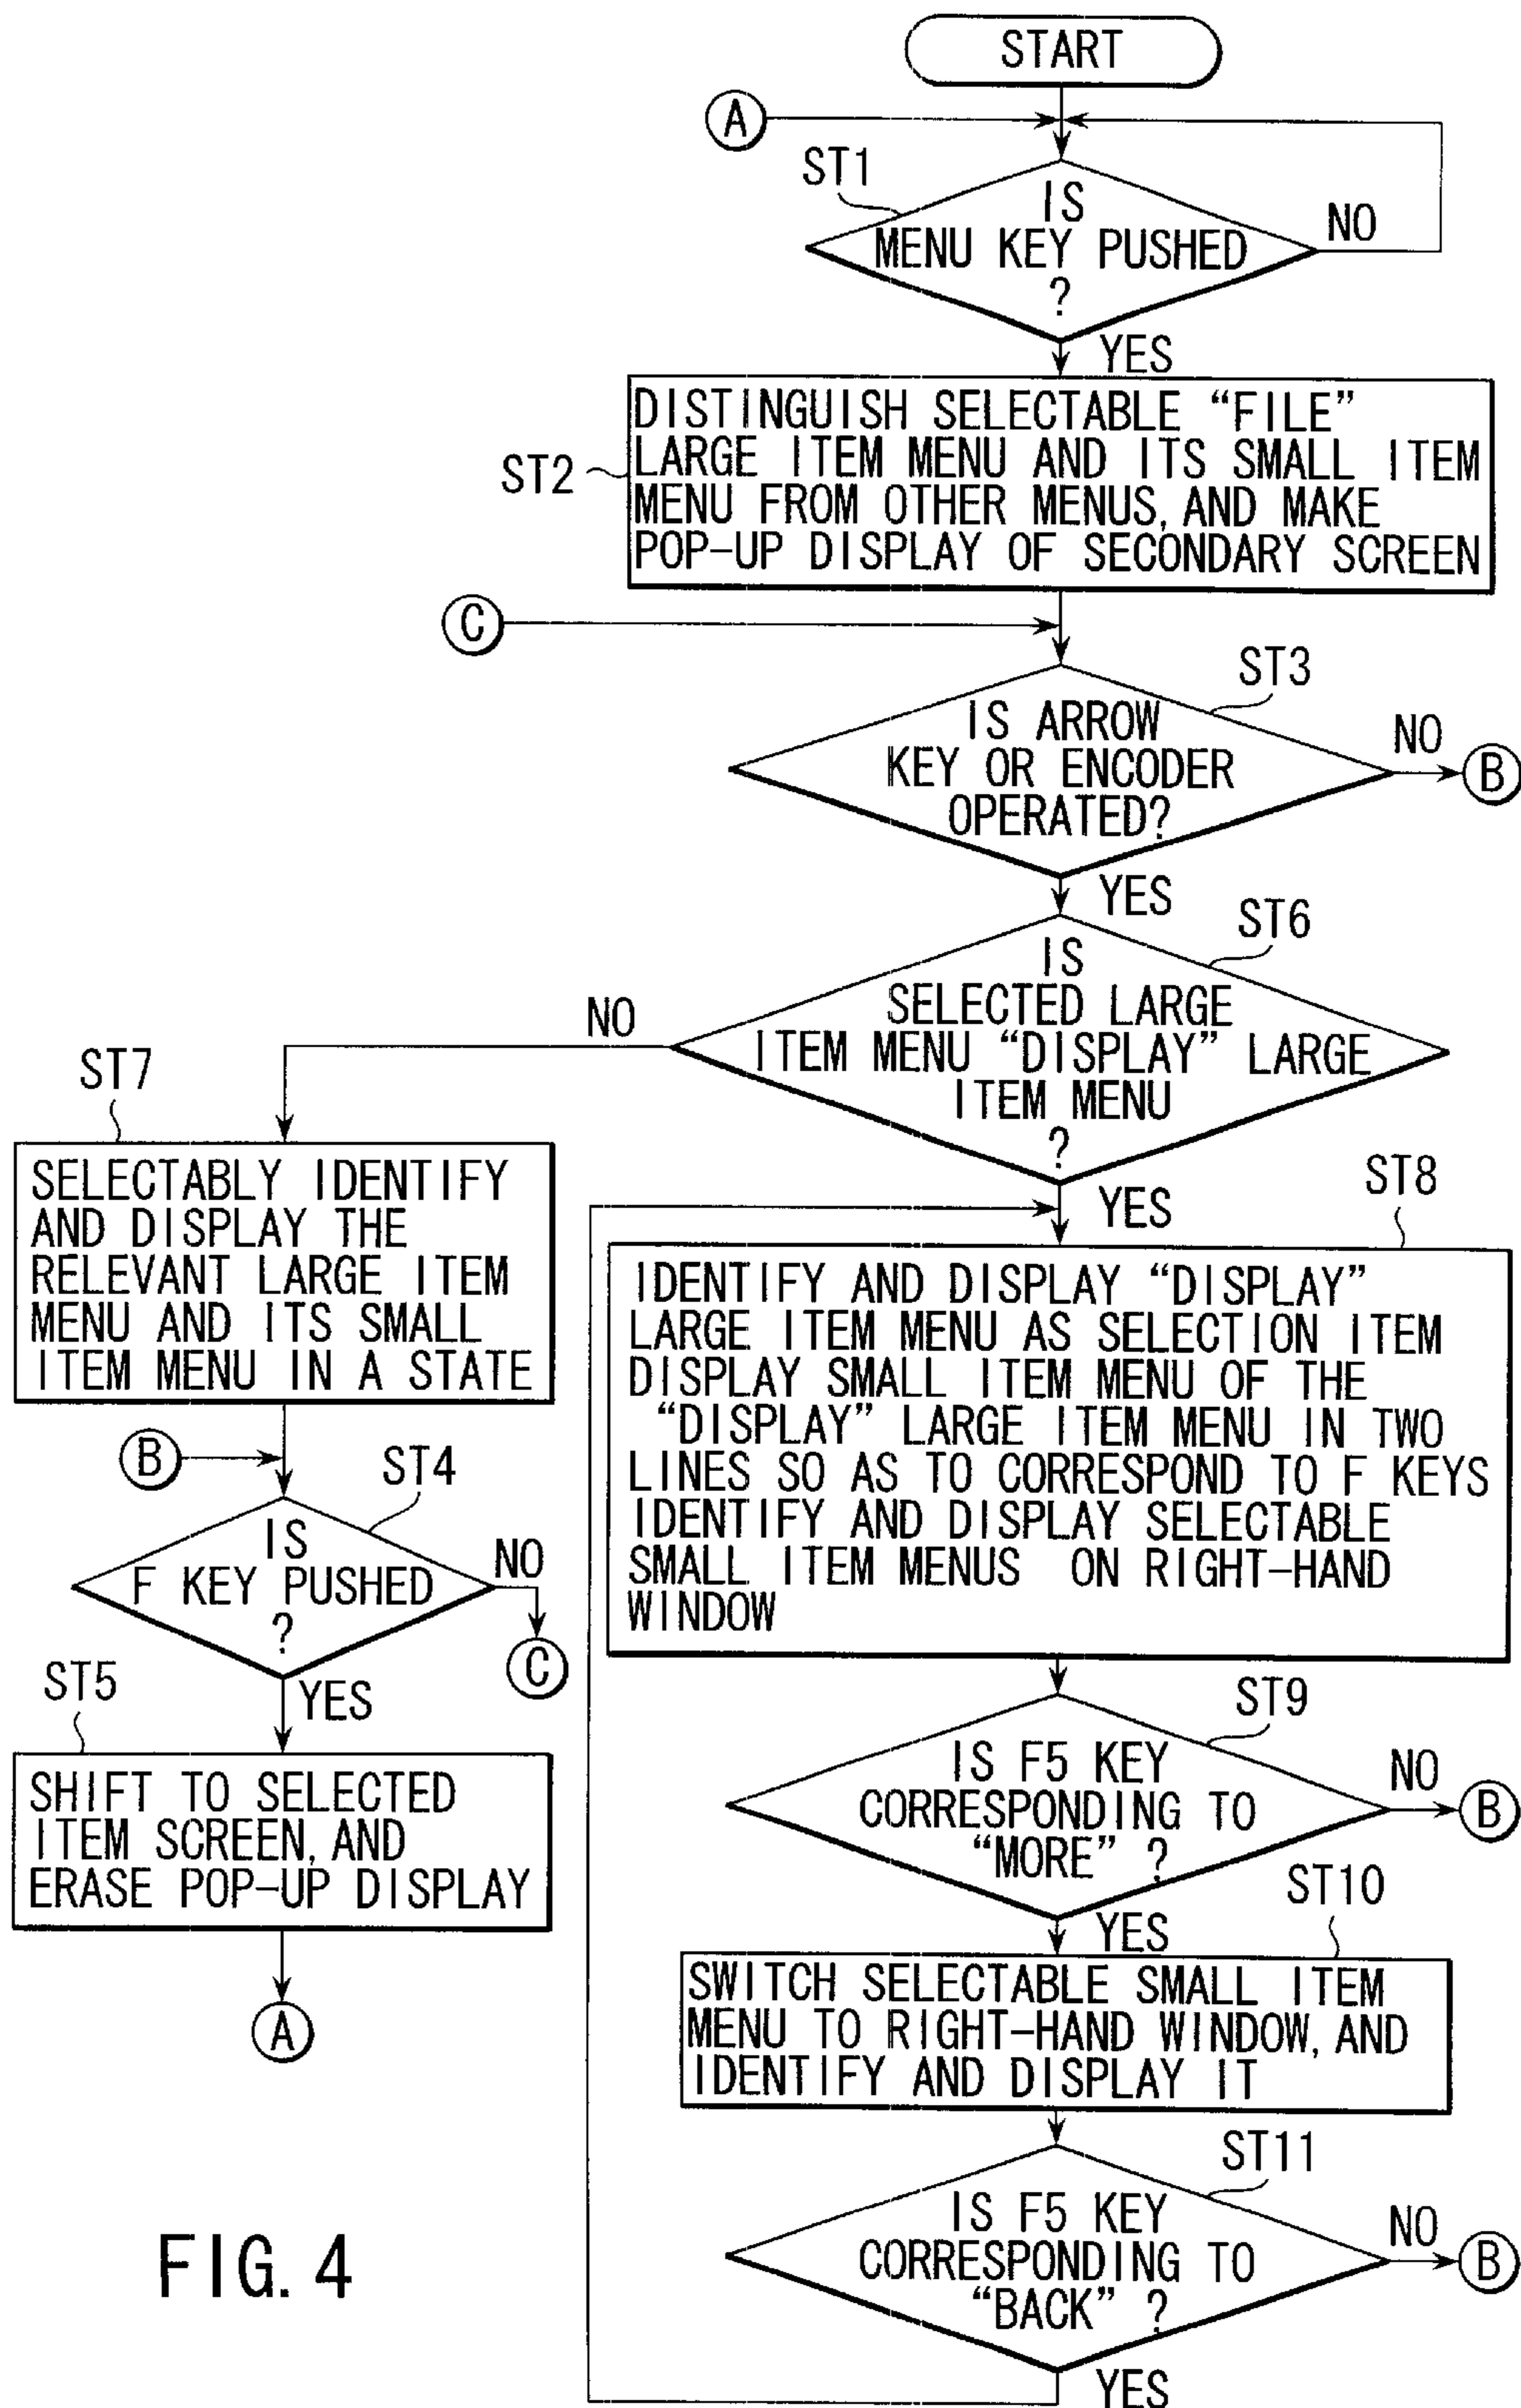 START
A
ST1
IS
MENU KEY PUSHED
?
NO
YES
ST2
DISTINGUISH SELECTABLE “FILE”
LARGE ITEM MENU AND ITS SMALL ITEM
MENU FROM OTHER MENUS, AND MAKE
POP-UP DISPLAY OF SECONDARY SCREEN
C
ST3
IS ARROW
KEY OR ENCODER
OPERATED?
NO
B
YES
ST6
IS
SELECTED LARGE
ITEM MENU “DISPLAY” LARGE
ITEM MENU
?
NO
YES
ST7
SELECTABLY IDENTIFY
AND DISPLAY THE
RELEVANT LARGE ITEM
MENU AND ITS SMALL
ITEM MENU IN A STATE
B
ST4
IS
F KEY PUSHED
?
NO
C
YES
ST5
SHIFT TO SELECTED
ITEM SCREEN, AND
ERASE POP-UP DISPLAY
A
ST8
IDENTIFY AND DISPLAY “DISPLAY”
LARGE ITEM MENU AS SELECTION ITEM
DISPLAY SMALL ITEM MENU OF THE
“DISPLAY” LARGE ITEM MENU IN TWO
LINES SO AS TO CORRESPOND TO F KEYS
IDENTIFY AND DISPLAY SELECTABLE
SMALL ITEM MENUS ON RIGHT-HAND
WINDOW
ST9
IS F5 KEY
CORRESPONDING TO
“MORE” ?
NO
B
YES
ST10
SWITCH SELECTABLE SMALL ITEM
MENU TO RIGHT-HAND WINDOW, AND
IDENTIFY AND DISPLAY IT
ST11
IS F5 KEY
CORRESPONDING TO
“BACK” ?
NO
B
YES
FIG. 4